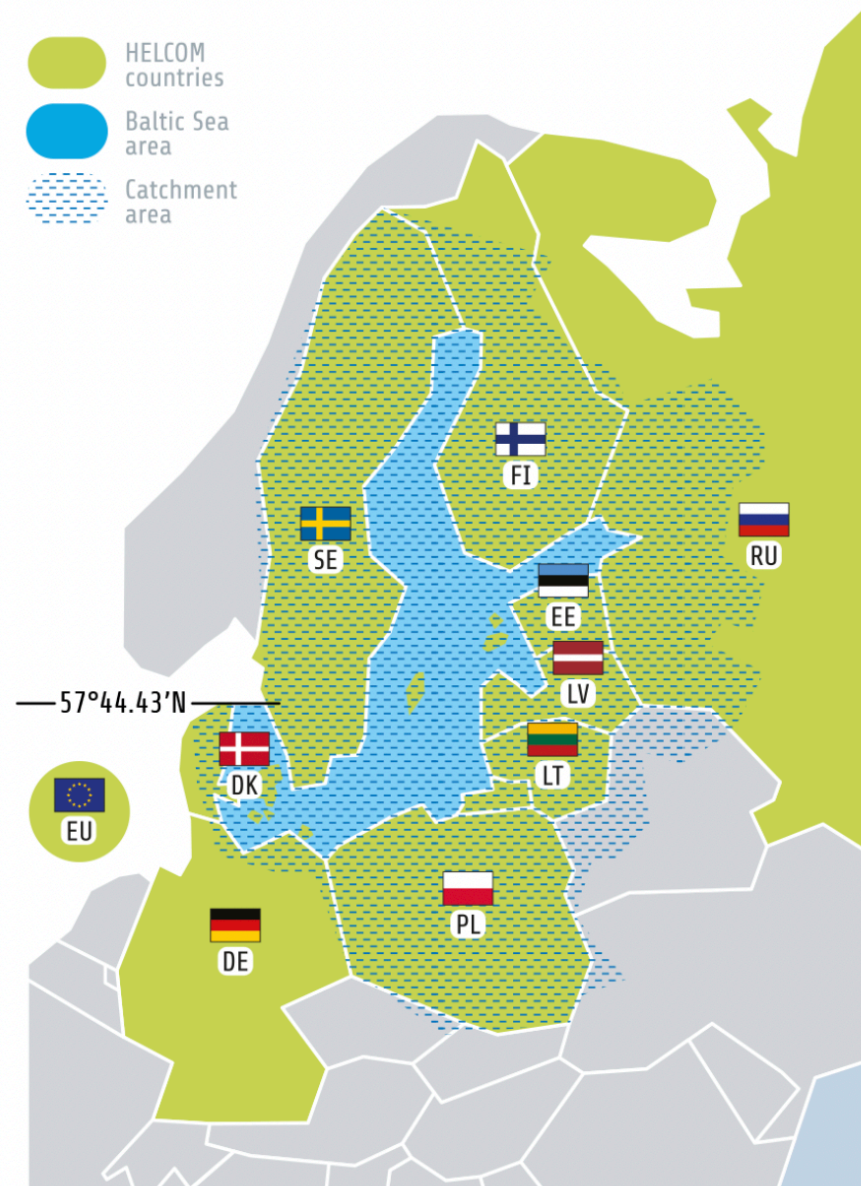 HELCOM
countries
Baltic Sea
area
Catchment
area
FI
RU
SE
EE
LV
57°44.43'N
LT
DK
EU
PL
DE